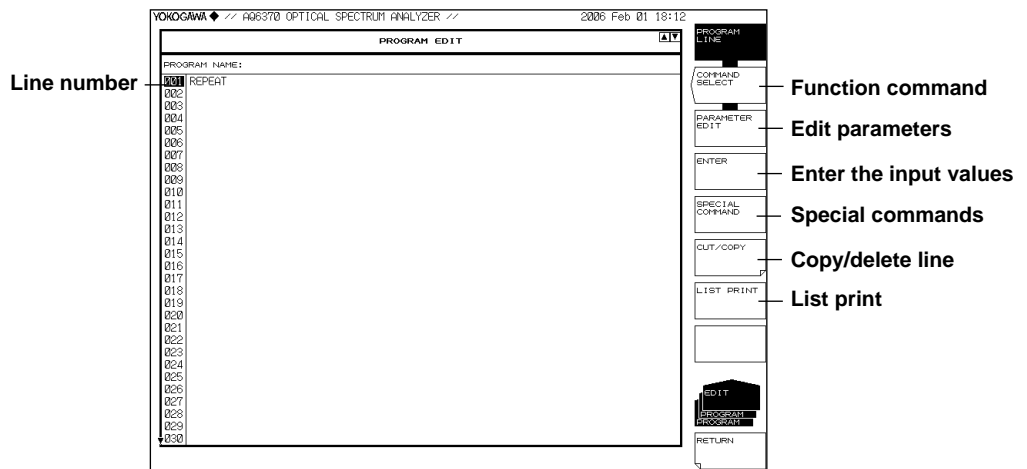 YOKOGAWA ◆ // AQ6370 OPTICAL SPECTRUM ANALYZER // 2006 Feb 01 18:12
PROGRAM EDIT
PROGRAM NAME:
Line number
001 REPEAT
002
003
004
005
006
007
008
009
010
011
012
013
014
015
016
017
018
019
020
021
022
023
024
025
026
027
028
029
030
PROGRAM
LINE
COMMAND
SELECT
Function command
PARAMETER
EDIT
Edit parameters
ENTER
Enter the input values
SPECIAL
COMMAND
Special commands
CUT/COPY
Copy/delete line
LIST PRINT
List print
EDIT
PROGRAM
PROGRAM
RETURN